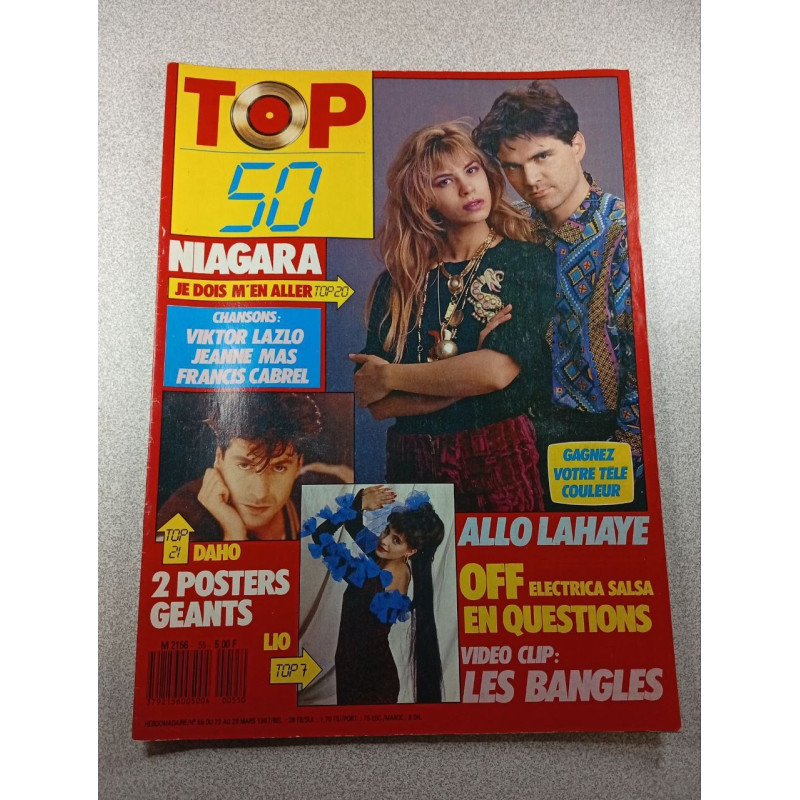 TOP
50
NIAGARA
JE DOIS M'EN ALLER TOP 20
CHANSONS:
VIKTOR LAZLO
JEANNE MAS
FRANCIS CABREL
GAGNEZ
VOTRE TELE
COULEUR
TOP
21
DAHO
2 POSTERS
GEANTS
ALLO LAHAYE
OFF ELECTRICA SALSA
EN QUESTIONS
LIO
TOP 7
VIDEO CLIP:
LES BANGLES
M 2156 5,00 F